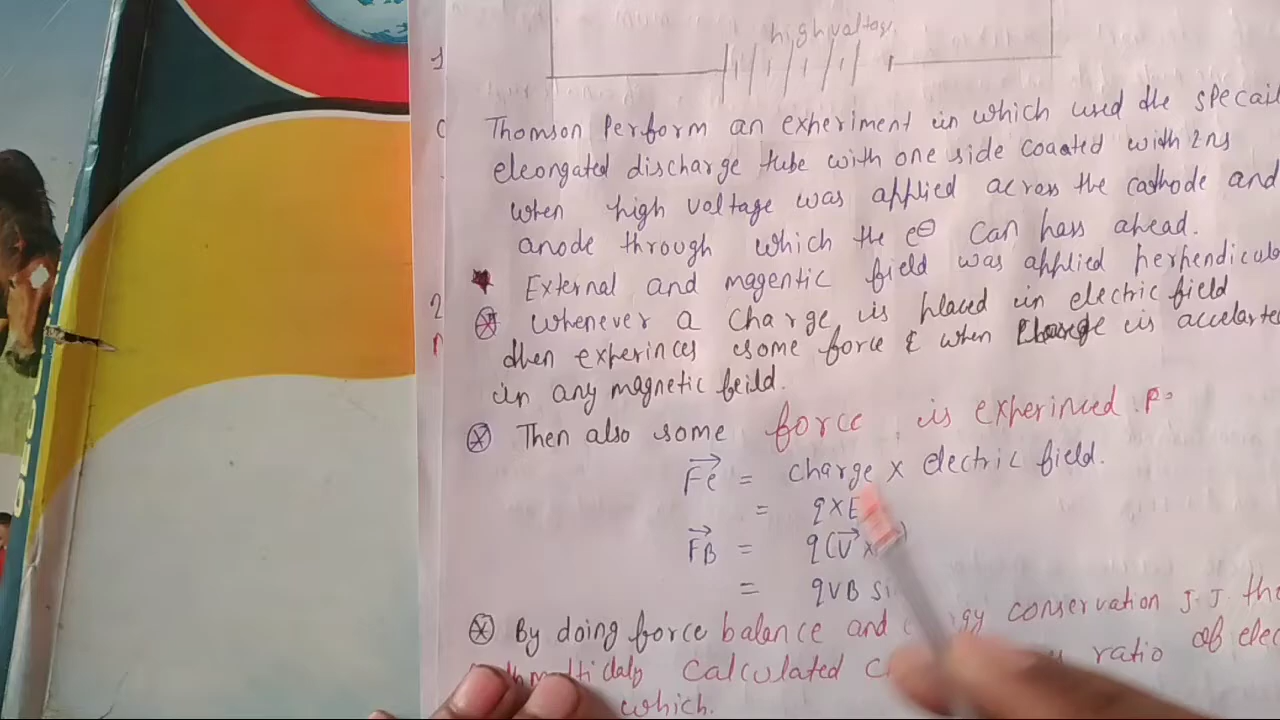 high voltag
Thomson Perform an experiment in which used the specail
eleongated discharge tube with one side coated with zns
when high voltage was applied across the cathode and
anode through which the e⊖ can pass ahead.
External and magentic field was applied perpendicula
Whenever a charge is placed in electric field
then experinces some force & when charge is accelarte
in any magnetic feild.
Then also some force is experinced.
Fe = charge x electric field.
= q x E
FB = q(V x
= qvB si
By doing force balance and conservation J.J. tho
calculated ratio of elec
which.